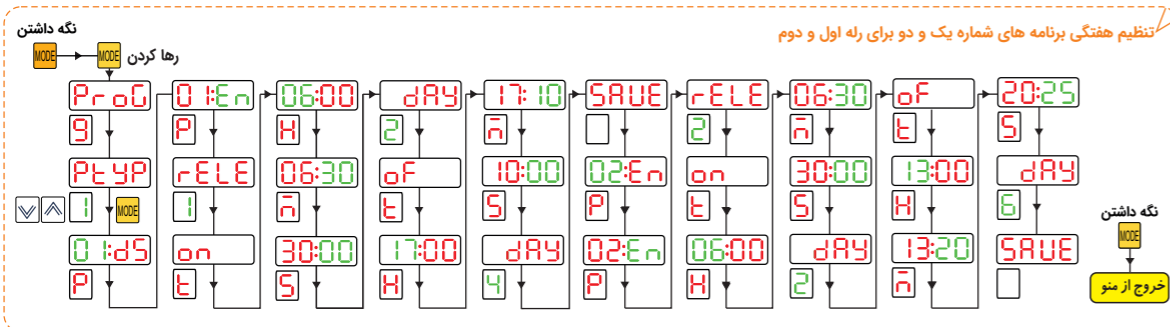 تنظیم هفتگی برنامه های شماره یک و دو برای رله اول و دوم
نگه داشتن
MODE
MODE
رها کردن
ProG
9
PtYP
1
MODE
01:dS
P
01:En
P
rELE
1
on
t
06:00
H
06:30
n̄
30:00
S
dAY
2
oF
t
17:00
H
17:10
n̄
10:00
S
dAY
4
SAUE
02:En
P
02:En
P
rELE
2
on
t
06:00
H
06:30
n̄
30:00
S
dAY
2
oF
t
13:00
H
13:20
n̄
20:25
S
dAY
6
SAUE
نگه داشتن
MODE
خروج از منو